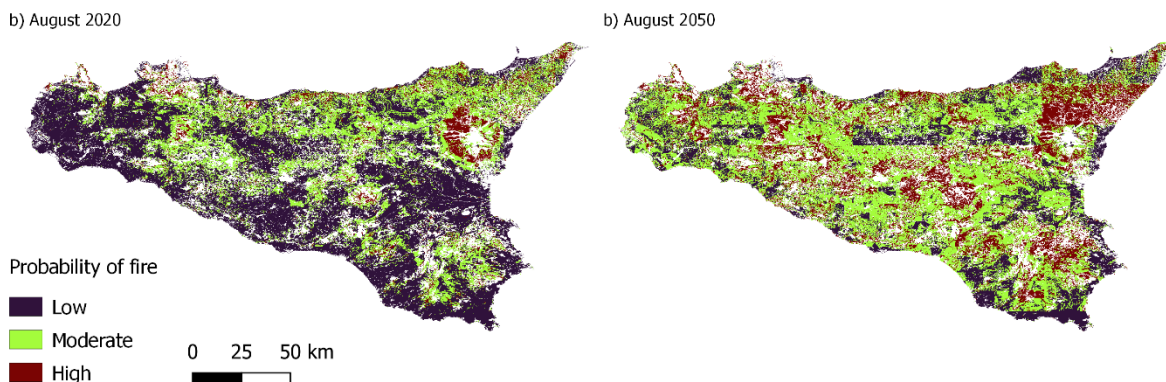 b) August 2020
b) August 2050
Probability of fire
Low
Moderate
High
0 25 50 km